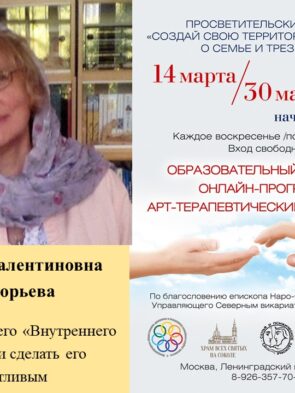 ПРОСВЕТИТЕЛЬСКИ
«СОЗДАЙ СВОЮ ТЕРРИТОР
О СЕМЬЕ И ТРЕЗ
14 марта/30 ма
нач
Каждое воскресенье /по
Вход свободн
ОБРАЗОВАТЕЛЬНЫЙ
ОНЛАЙН-ПРОГ
АРТ-ТЕРАПЕВТИЧЕСКИ
алентиновна
орьева
его «Внутреннего
и сделать его
тливым
По благословению епископа Наро-
Управляющего Северным викариат
ХРАМ ВСЕХ СВЯТЫХ
НА СОКОЛЕ
Москва, Ленинградский
8-926-357-70-